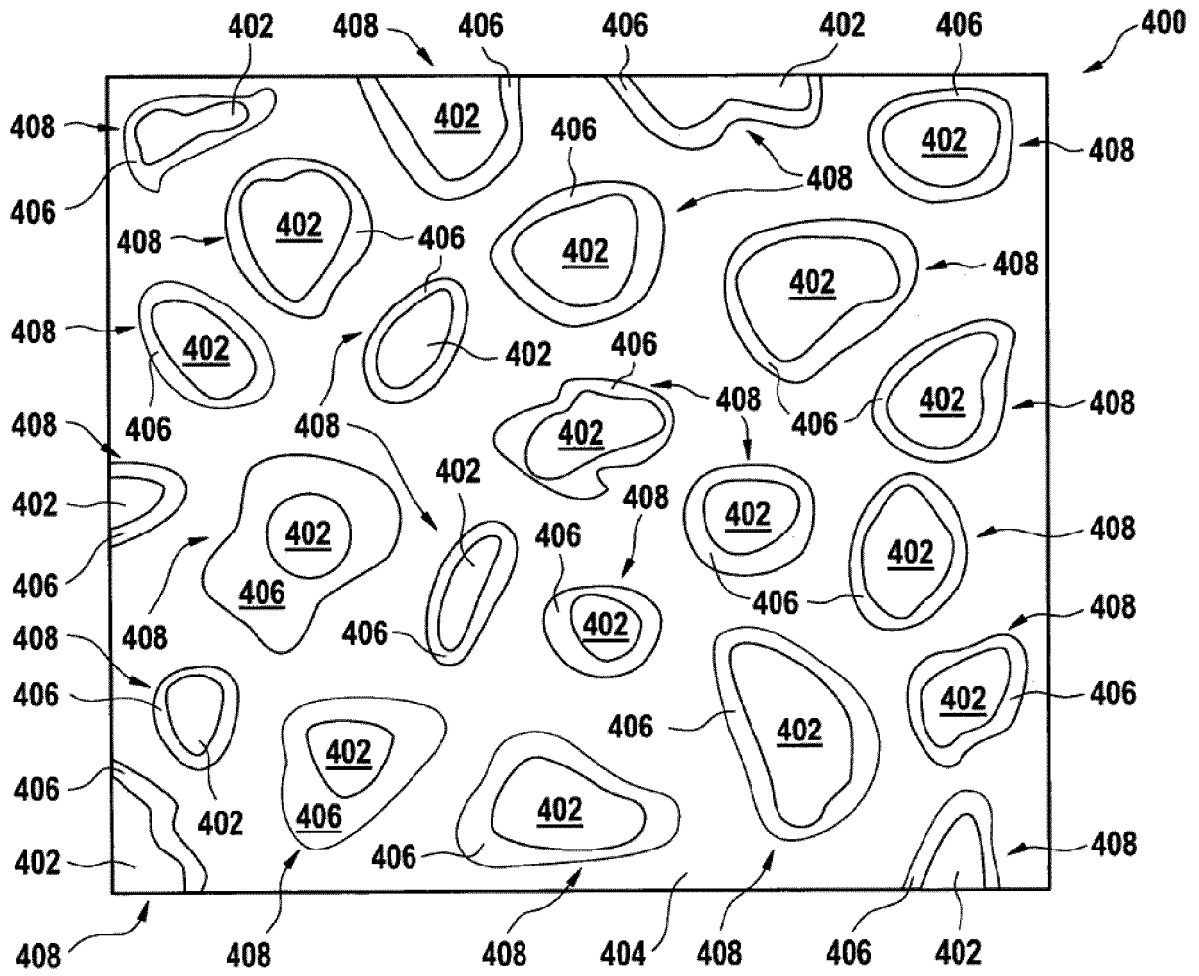 402 408 406 406 402 406 400
408 402 406 402 408
406 408
408 402 406 402 402 408
408 402 402 406 402 408
406 408 408 402 406 402 408
408 406
402 402 402 408 402 408
406 406 406 402
408 408 406 402 406 408
406 402 406 402 402 406
406 402 406 402 402
402 406 408
408 408 408 404 408 406 402